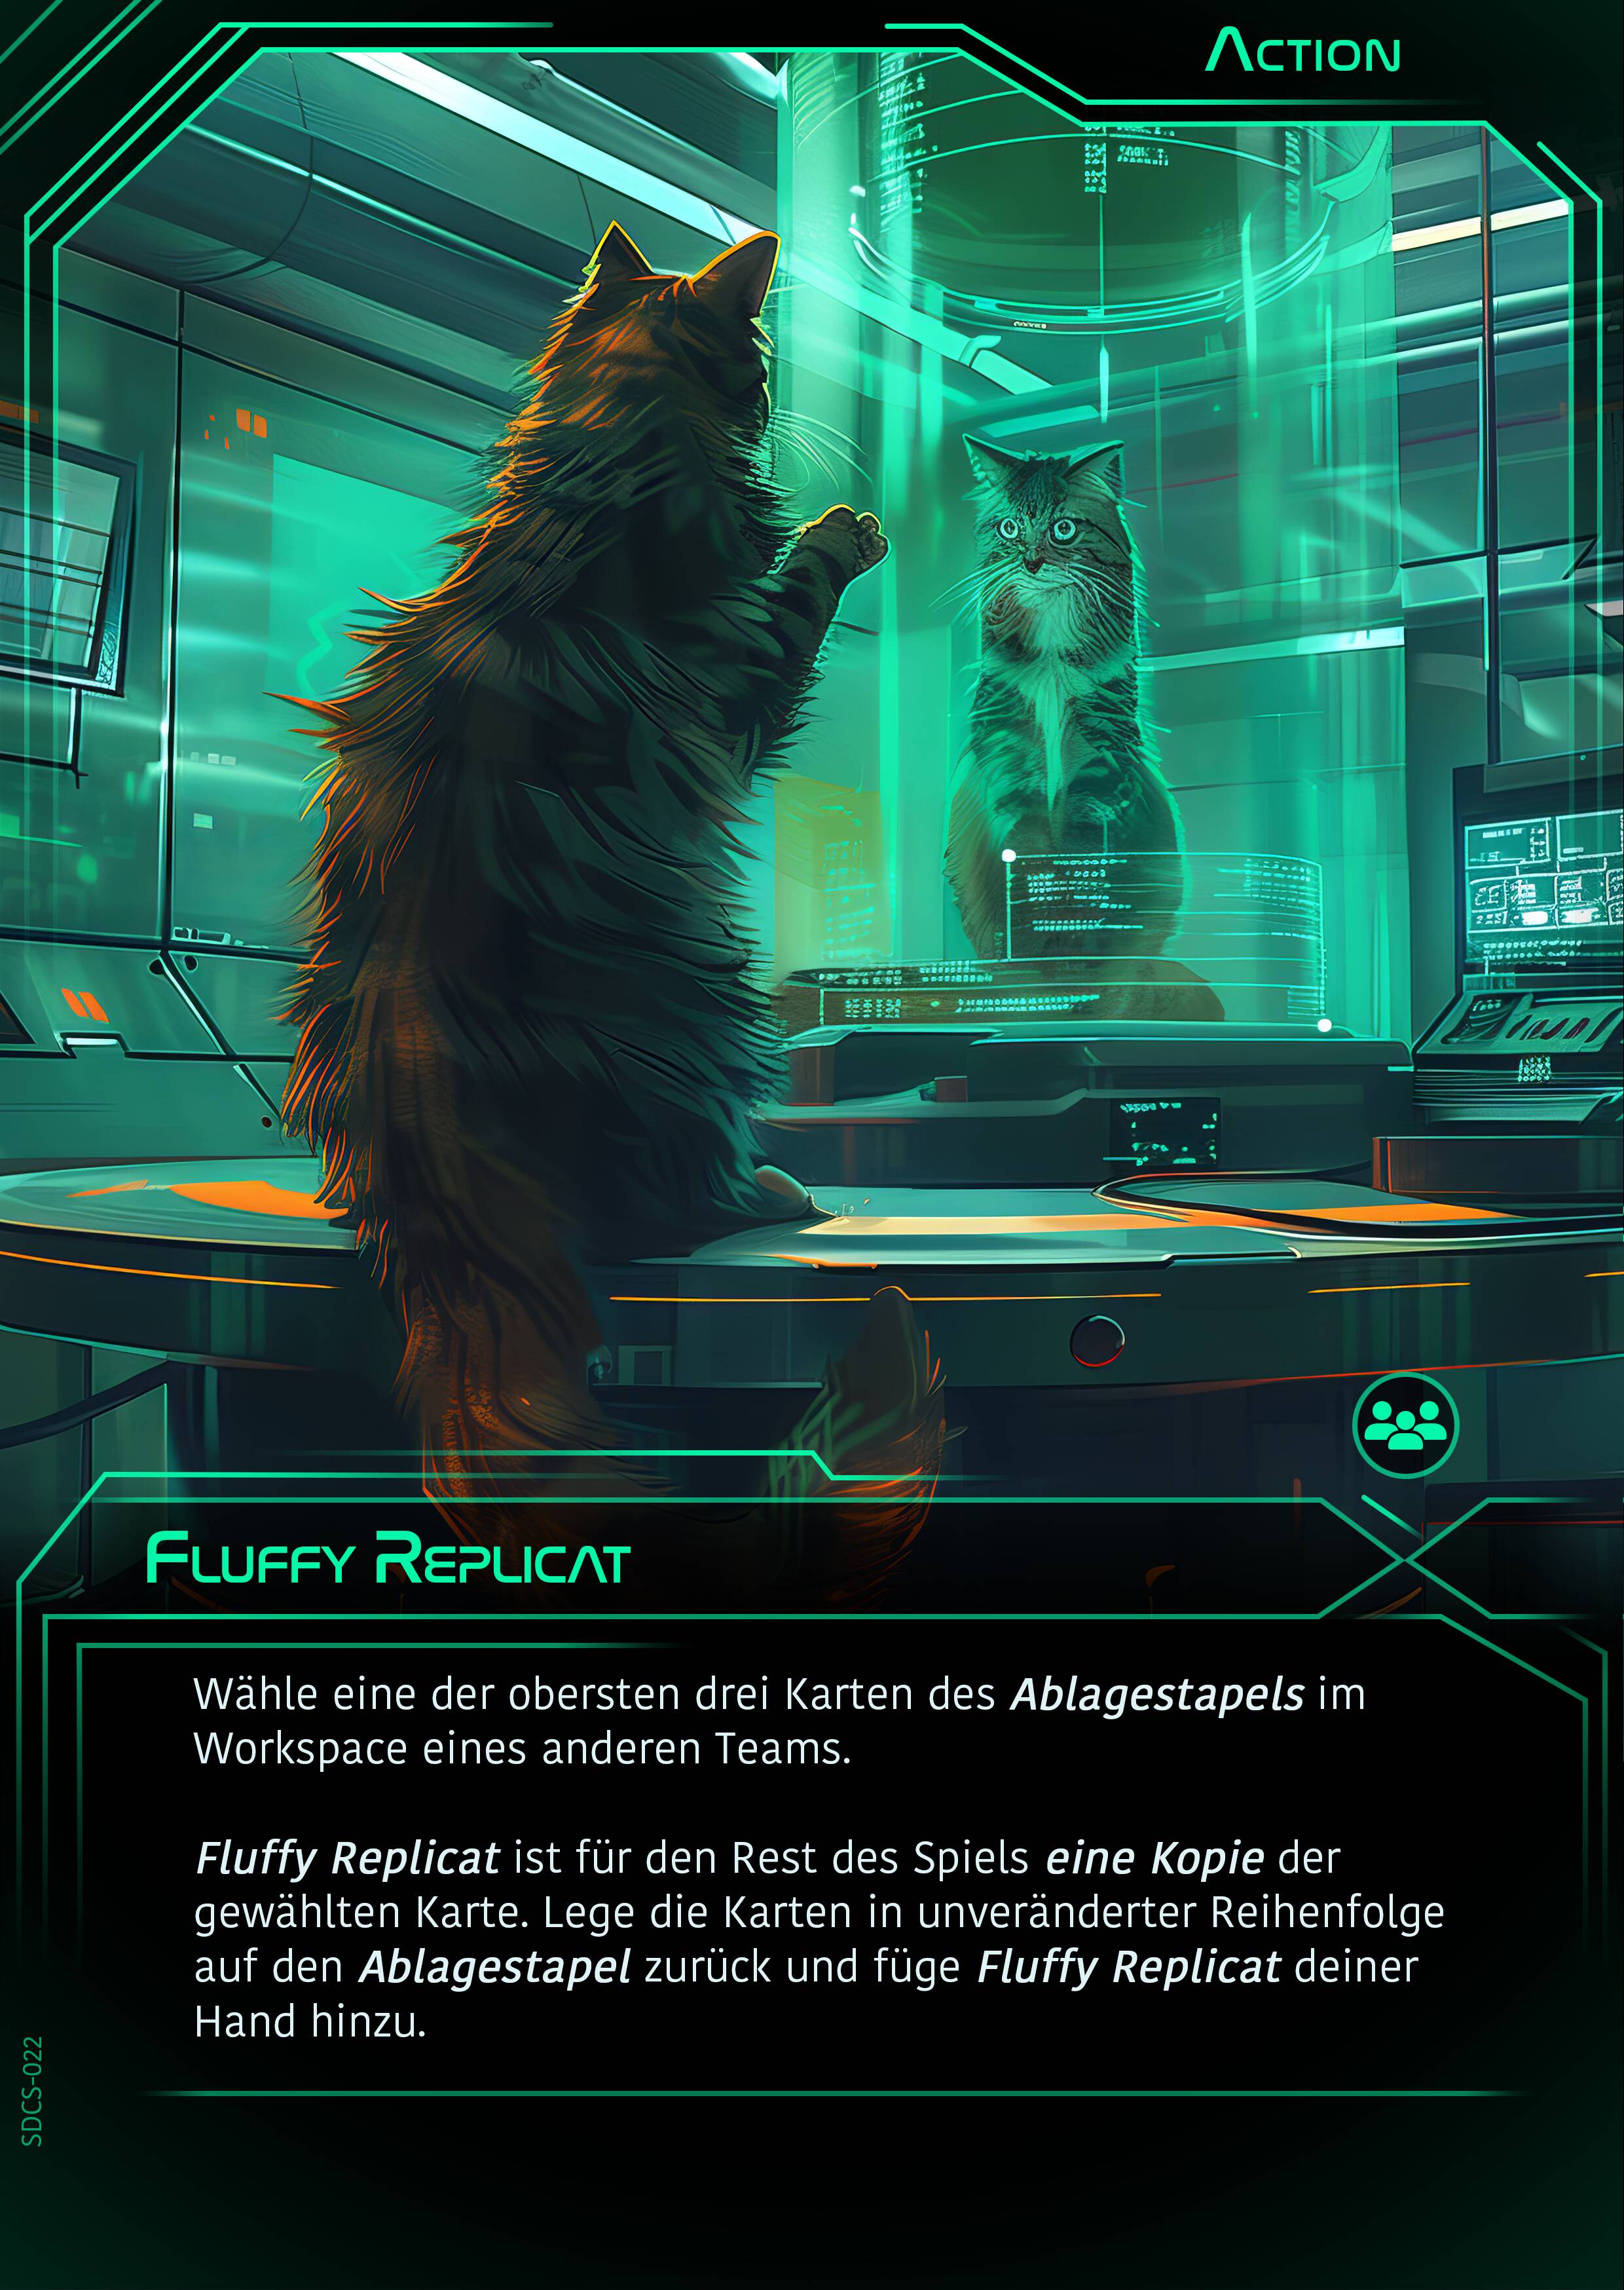 Action
Fluffy Replicat
Wähle eine der obersten drei Karten des Ablagestapels im
Workspace eines anderen Teams.
Fluffy Replicat ist für den Rest des Spiels eine Kopie der
gewählten Karte. Lege die Karten in unveränderter Reihenfolge
auf den Ablagestapel zurück und füge Fluffy Replicat deiner
Hand hinzu.
SDCS-022